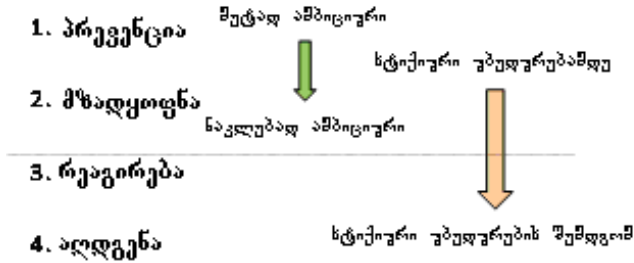 1. პრევენცია
მეტად ამბიციური
სტიქიური უბედურებამდე
2. მზადყოფნა
ნაკლებად ამბიციური
3. რეაგირება
სტიქიური უბედურების შემდგომ
4. აღდგენა